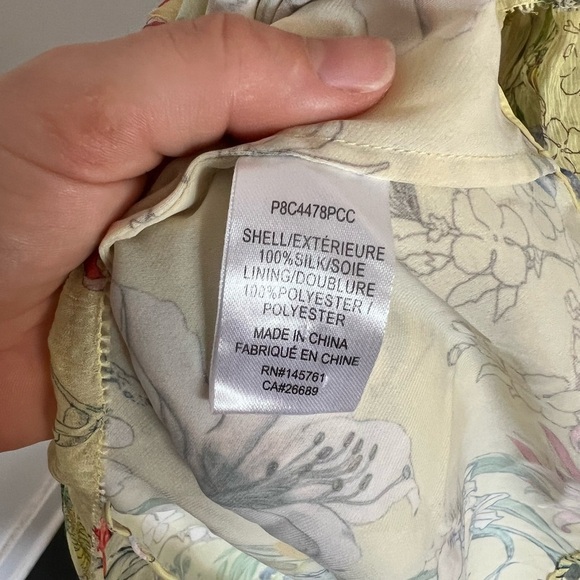 P8C4478PCC
SHELL/EXTÉRIEURE
100%SILK/SOIE
LINING/DOUBLURE
100%POLYESTER/
POLYESTER
MADE IN CHINA
FABRIQUÉ EN CHINE
RN#145761
CA#26689